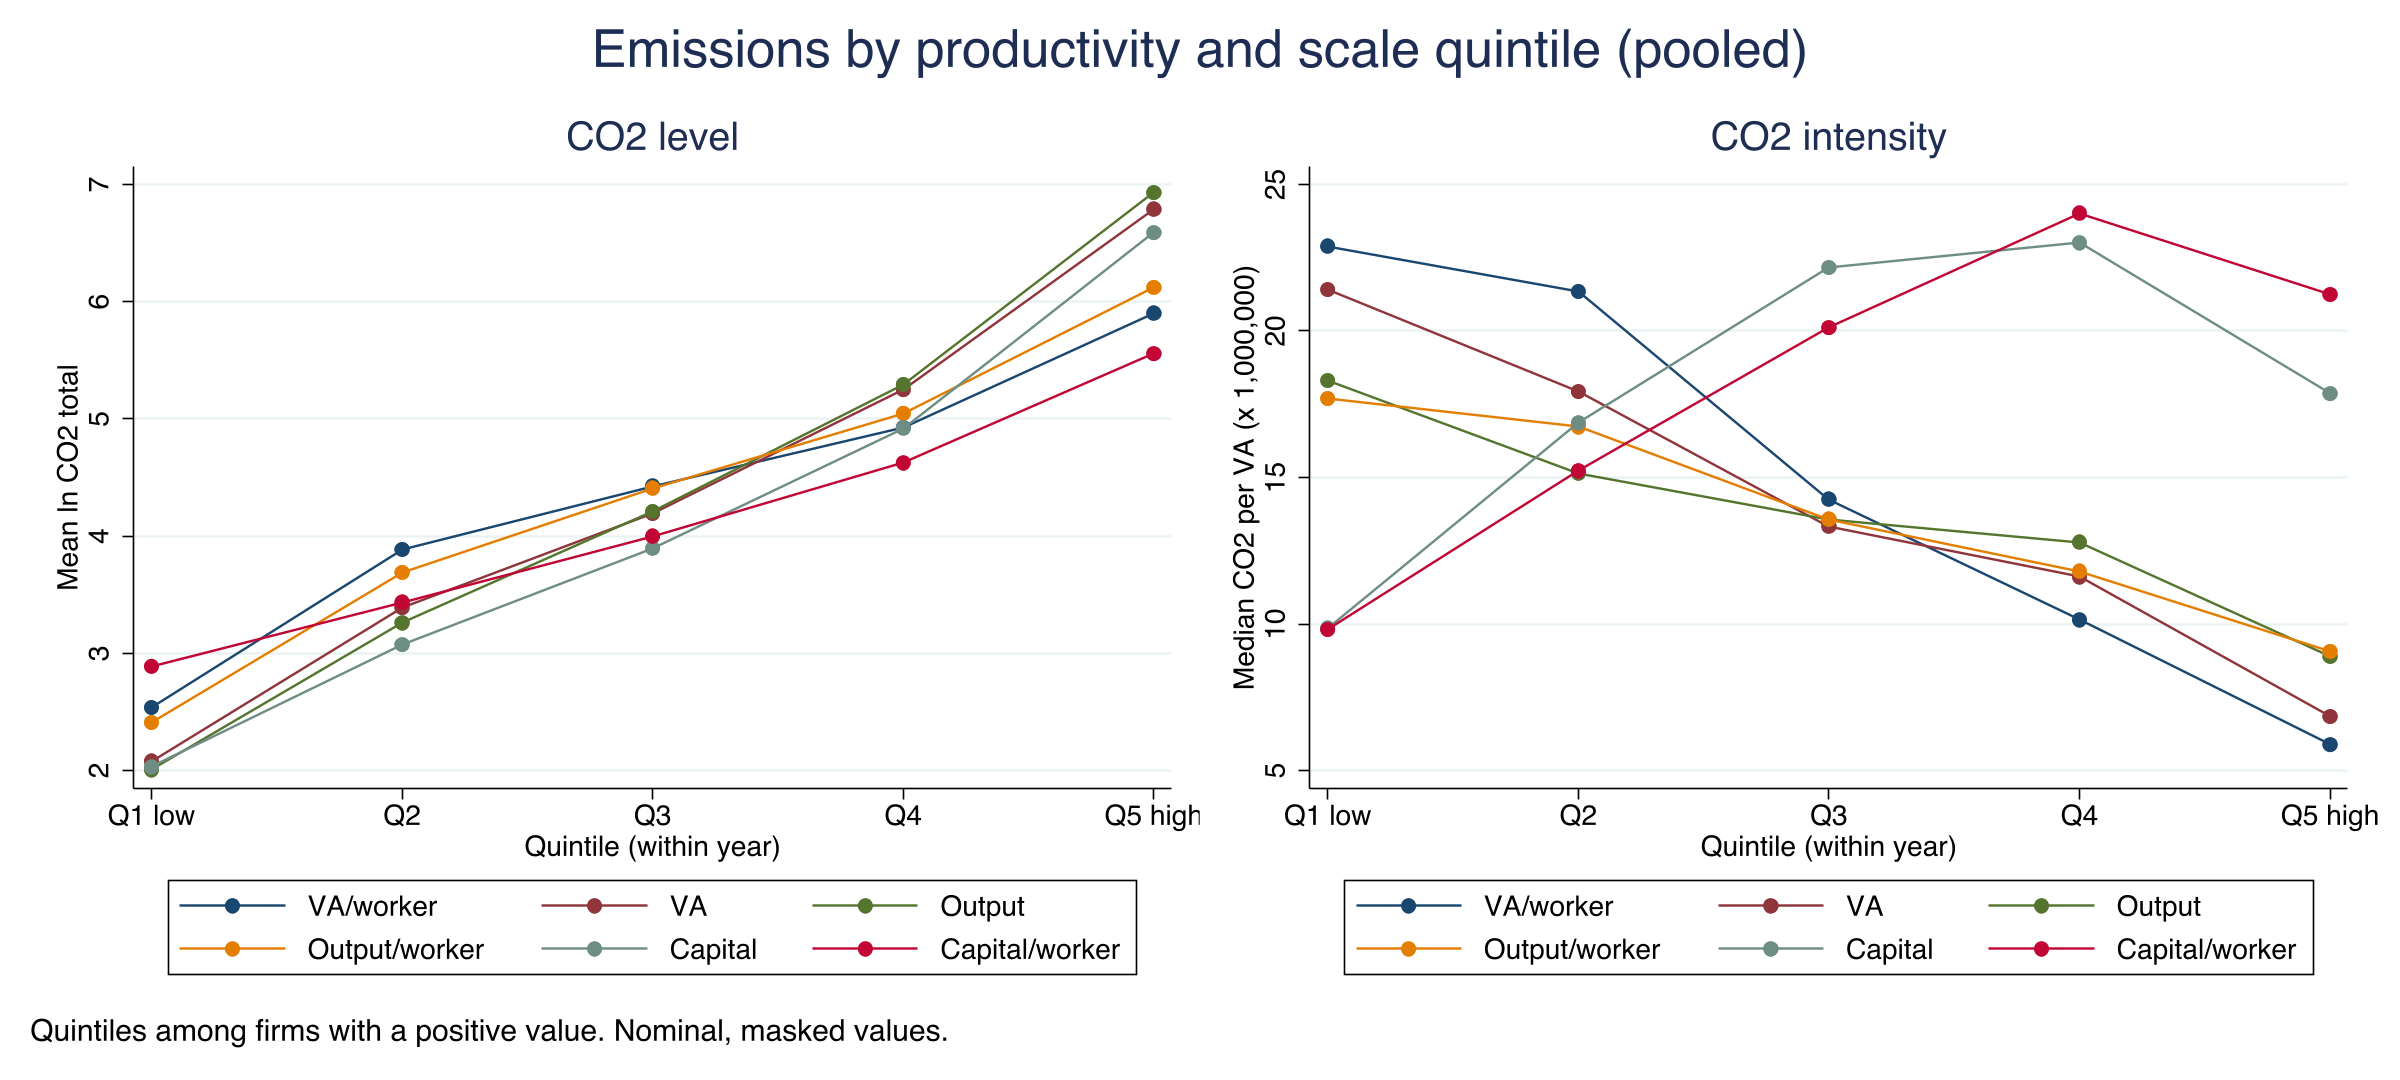 Emissions by productivity and scale quintile (pooled)
CO2 level
Mean ln CO2 total
7
6
5
4
3
2
Q1 low Q2 Q3 Q4 Q5 high
Quintile (within year)
VA/worker VA Output
Output/worker Capital Capital/worker
CO2 intensity
Median CO2 per VA (x 1,000,000)
25
20
15
10
5
Q1 low Q2 Q3 Q4 Q5 high
Quintile (within year)
VA/worker VA Output
Output/worker Capital Capital/worker
Quintiles among firms with a positive value. Nominal, masked values.